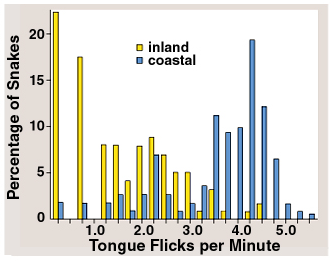 Percentage of Snakes
20
15
10
5
0
inland
coastal
1.0 2.0 3.0 4.0 5.0
Tongue Flicks per Minute